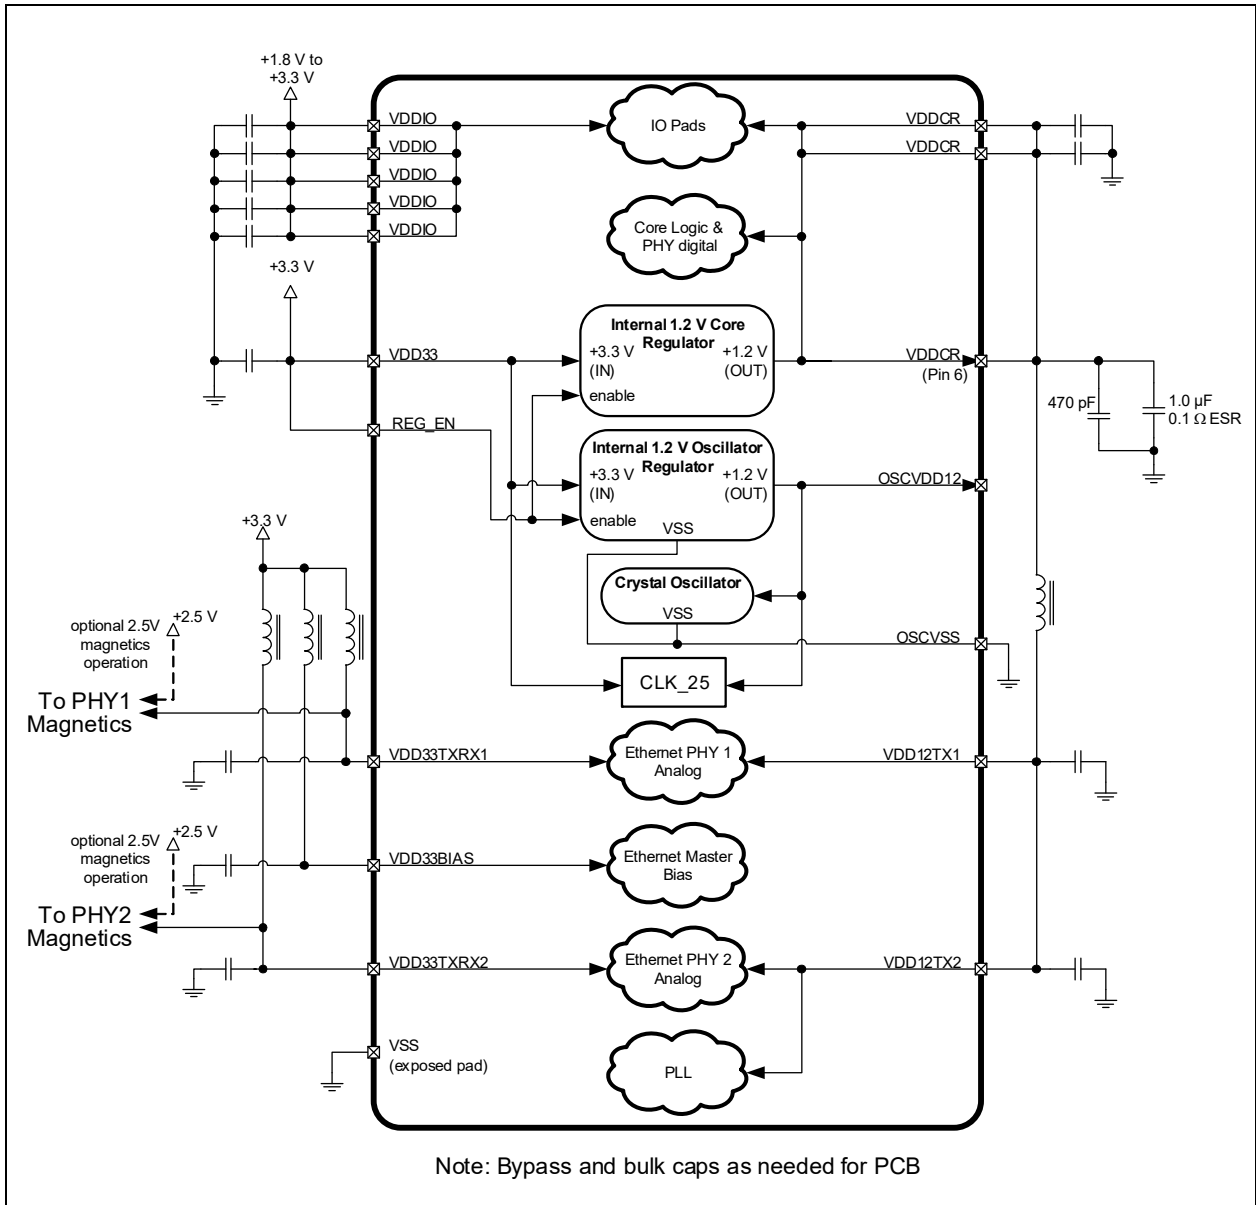 +1.8 V to
+3.3 V
VDDIO
VDDIO
VDDIO
VDDIO
VDDIO
IO Pads
VDDCR
VDDCR
Core Logic &
PHY digital
+3.3 V
VDD33
Internal 1.2 V Core
Regulator
+3.3 V
(IN)
+1.2 V
(OUT)
enable
VDDCR
(Pin 6)
470 pF
1.0 µF
0.1 Ω ESR
REG_EN
Internal 1.2 V Oscillator
Regulator
+3.3 V
(IN)
+1.2 V
(OUT)
enable
VSS
OSCVDD12
+3.3 V
Crystal Oscillator
VSS
OSCVSS
optional 2.5V
magnetics
operation
+2.5 V
To PHY1
Magnetics
CLK_25
VDD33TXRX1
Ethernet PHY 1
Analog
VDD12TX1
optional 2.5V
magnetics
operation
+2.5 V
VDD33BIAS
Ethernet Master
Bias
To PHY2
Magnetics
VDD33TXRX2
Ethernet PHY 2
Analog
VDD12TX2
VSS
(exposed pad)
PLL
Note: Bypass and bulk caps as needed for PCB